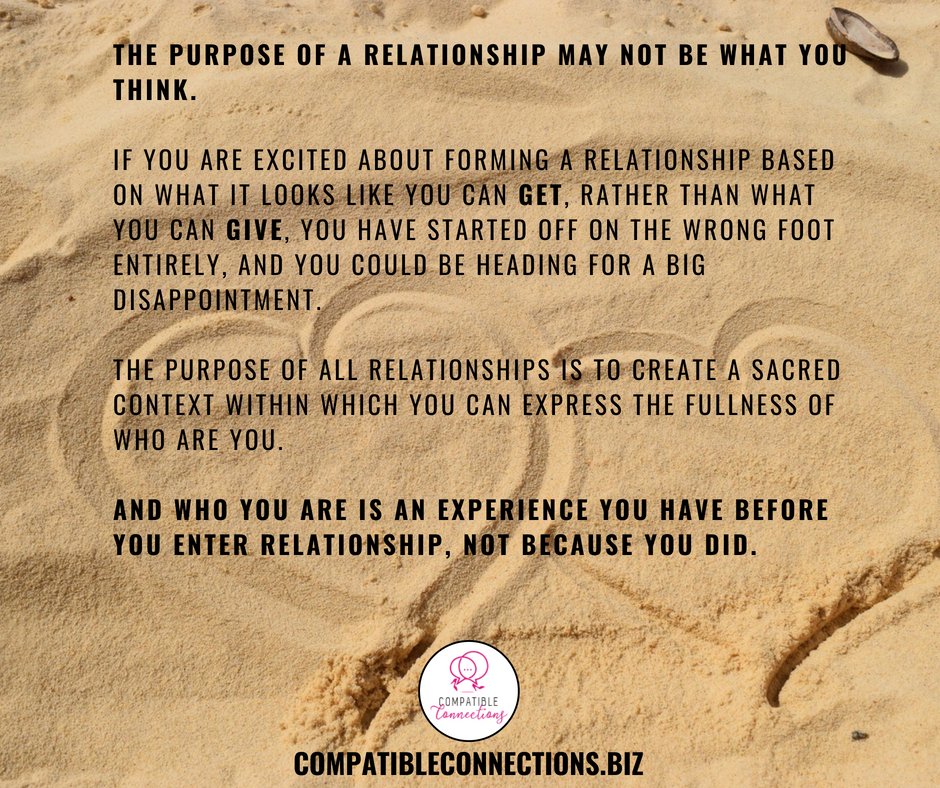 THE PURPOSE OF A RELATIONSHIP MAY NOT BE WHAT YOU
THINK.
IF YOU ARE EXCITED ABOUT FORMING A RELATIONSHIP BASED
ON WHAT IT LOOKS LIKE YOU CAN GET, RATHER THAN WHAT
YOU CAN GIVE, YOU HAVE STARTED OFF ON THE WRONG FOOT
ENTIRELY, AND YOU COULD BE HEADING FOR A BIG
DISAPPOINTMENT.
THE PURPOSE OF ALL RELATIONSHIPS IS TO CREATE A SACRED
CONTEXT WITHIN WHICH YOU CAN EXPRESS THE FULLNESS OF
WHO ARE YOU.
AND WHO YOU ARE IS AN EXPERIENCE YOU HAVE BEFORE
YOU ENTER RELATIONSHIP, NOT BECAUSE YOU DID.
COMPATIBLE
Connections
COMPATIBLECONNECTIONS.BIZ